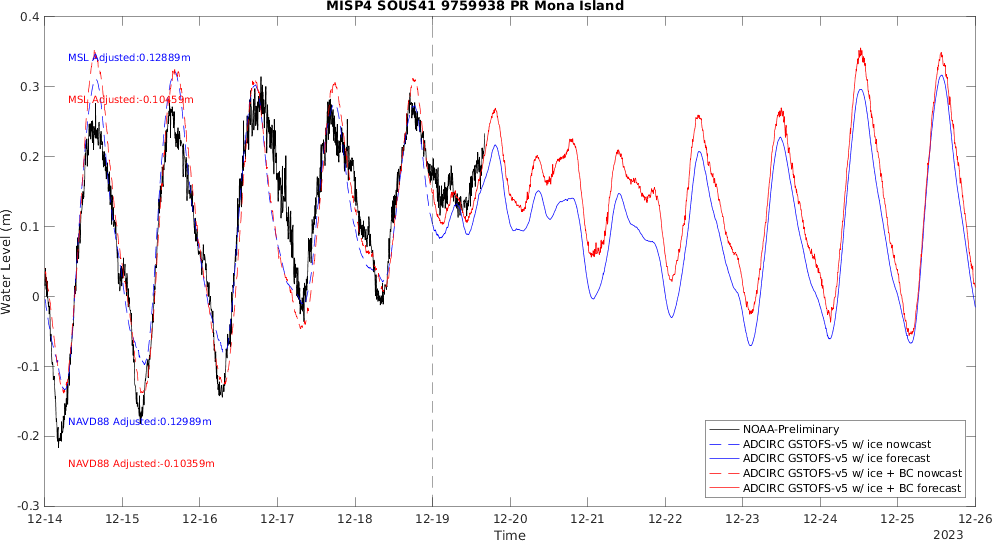 MISP4 SOUS41 9759938 PR Mona Island
0.4
0.3
0.2
0.1
0
-0.1
-0.2
-0.3
Water Level (m)
MSL Adjusted:0.12889m
MSL Adjusted:-0.10459m
NAVD88 Adjusted:0.12989m
NAVD88 Adjusted:-0.10359m
NOAA-Preliminary
ADCIRC GSTOFS-v5 w/ ice nowcast
ADCIRC GSTOFS-v5 w/ ice forecast
ADCIRC GSTOFS-v5 w/ ice + BC nowcast
ADCIRC GSTOFS-v5 w/ ice + BC forecast
12-14 12-15 12-16 12-17 12-18 12-19 12-20 12-21 12-22 12-23 12-24 12-25 12-26
Time
2023